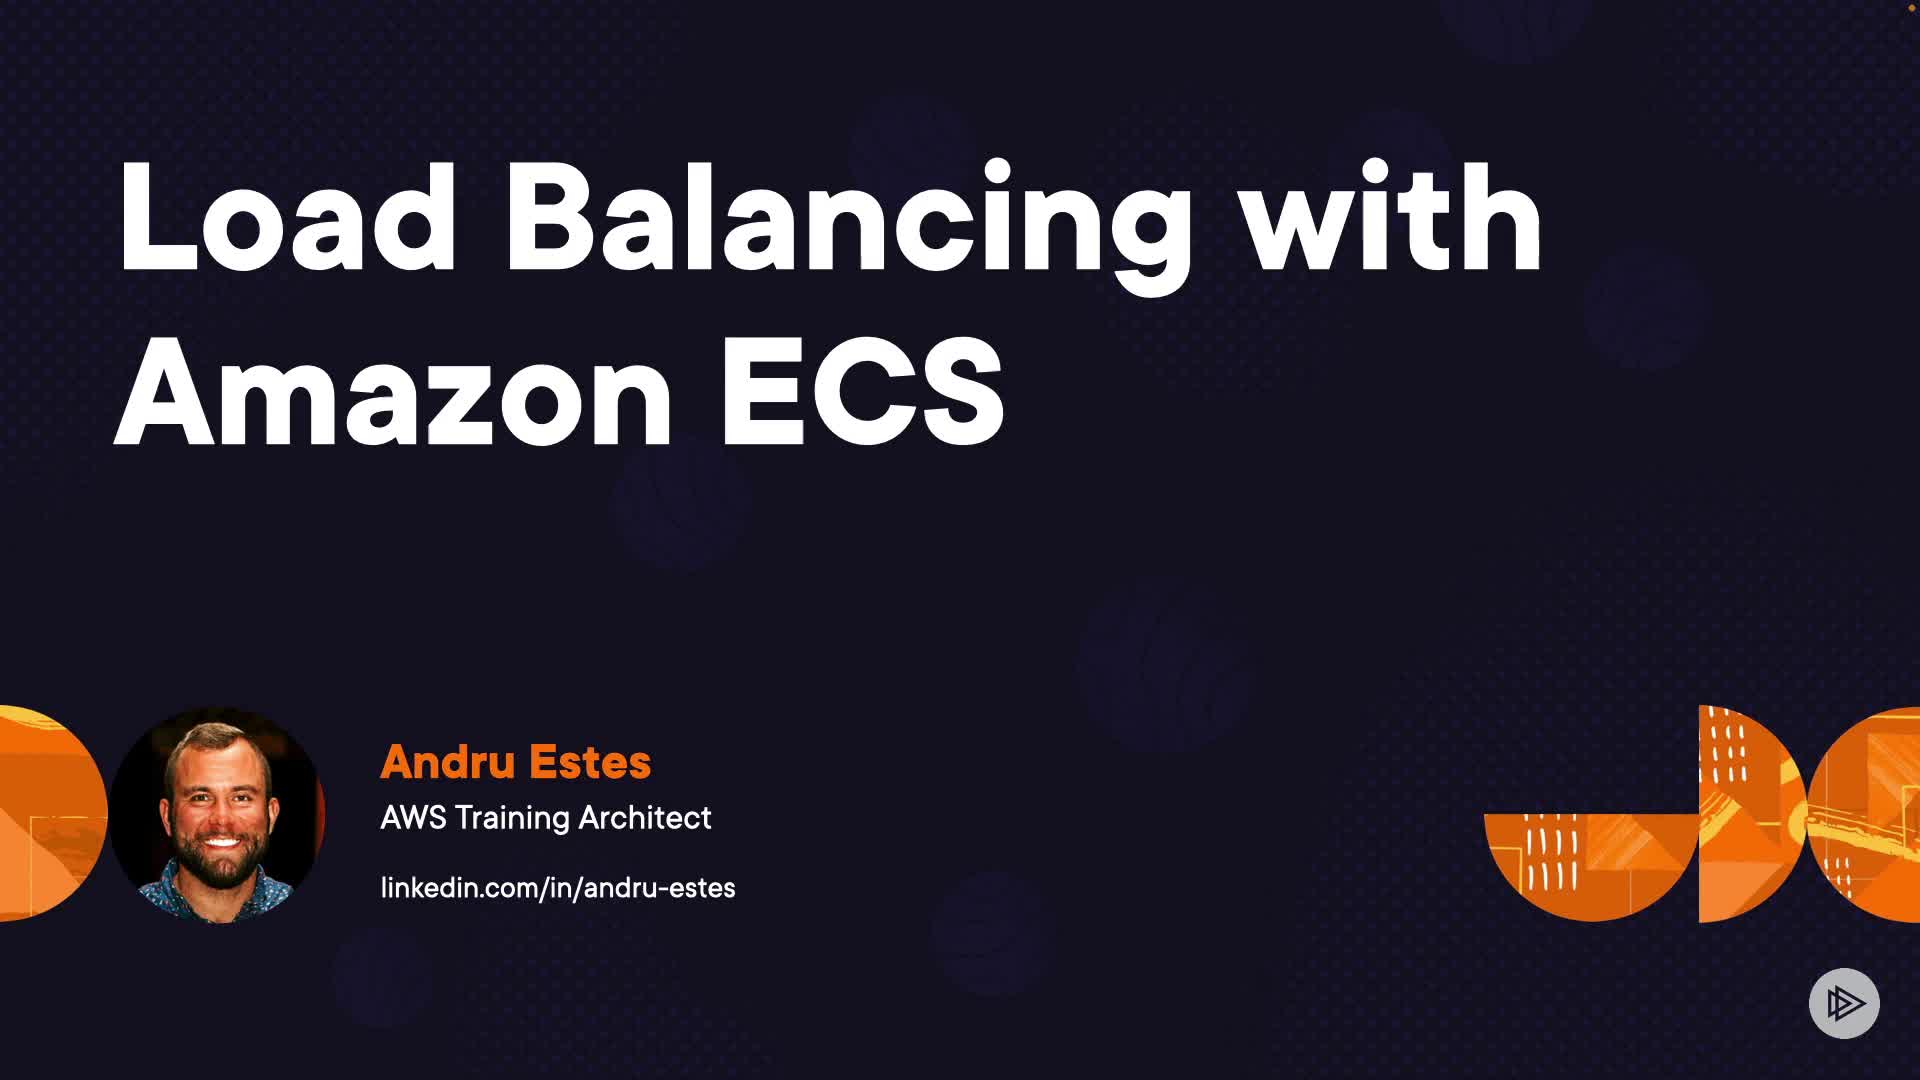 Load Balancing with
Amazon ECS
Andru Estes
AWS Training Architect
linkedin.com/in/andru-estes